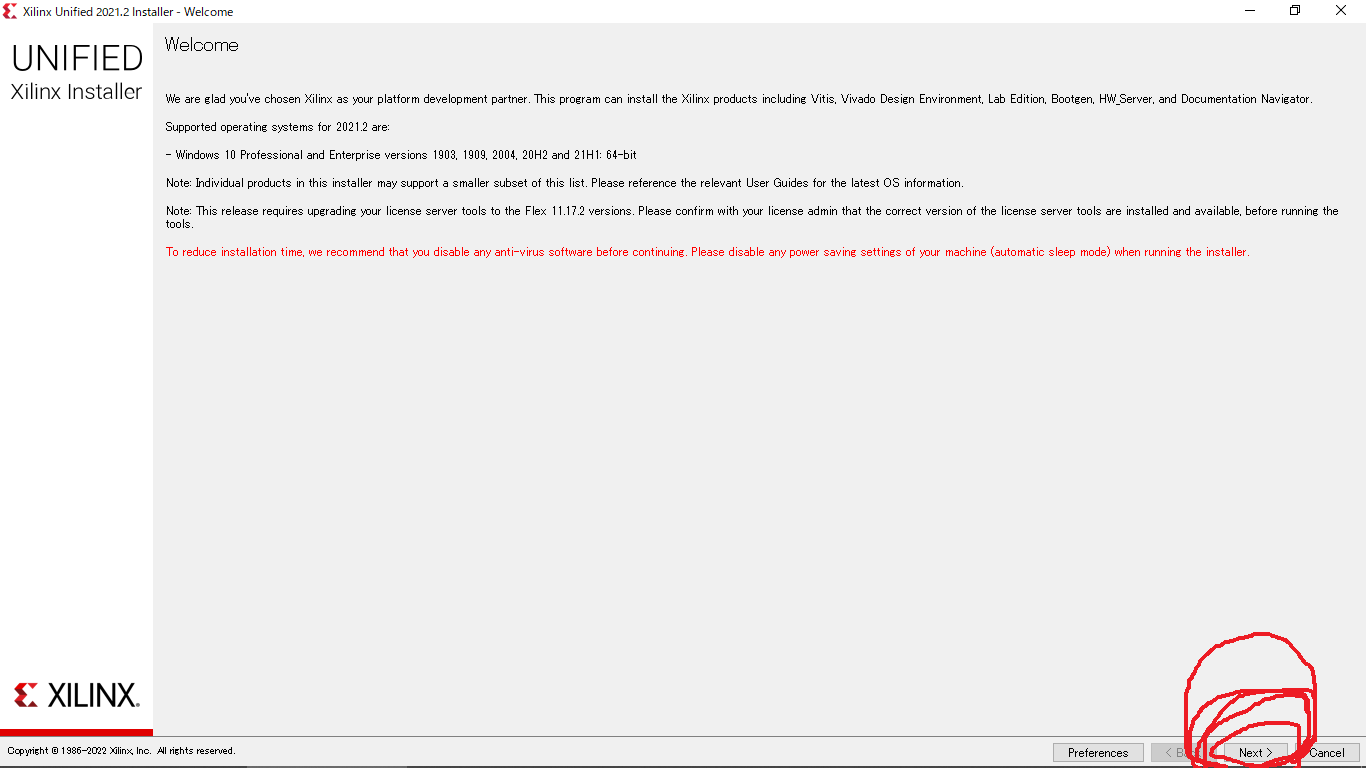 Xilinx Unified 2021.2 Installer - Welcome
UNIFIED
Xilinx Installer
Welcome
We are glad you've chosen Xilinx as your platform development partner. This program can install the Xilinx products including Vitis, Vivado Design Environment, Lab Edition, Bootgen, HW_Server, and Documentation Navigator.
Supported operating systems for 2021.2 are:
- Windows 10 Professional and Enterprise versions 1903, 1909, 2004, 20H2 and 21H1: 64-bit
Note: Individual products in this installer may support a smaller subset of this list. Please reference the relevant User Guides for the latest OS information.
Note: This release requires upgrading your license server tools to the Flex 11.17.2 versions. Please confirm with your license admin that the correct version of the license server tools are installed and available, before running the
tools.
To reduce installation time, we recommend that you disable any anti-virus software before continuing. Please disable any power saving settings of your machine (automatic sleep mode) when running the installer.
XILINX.
Copyright © 1986-2022 Xilinx, Inc. All rights reserved.
Preferences
Next >
Cancel